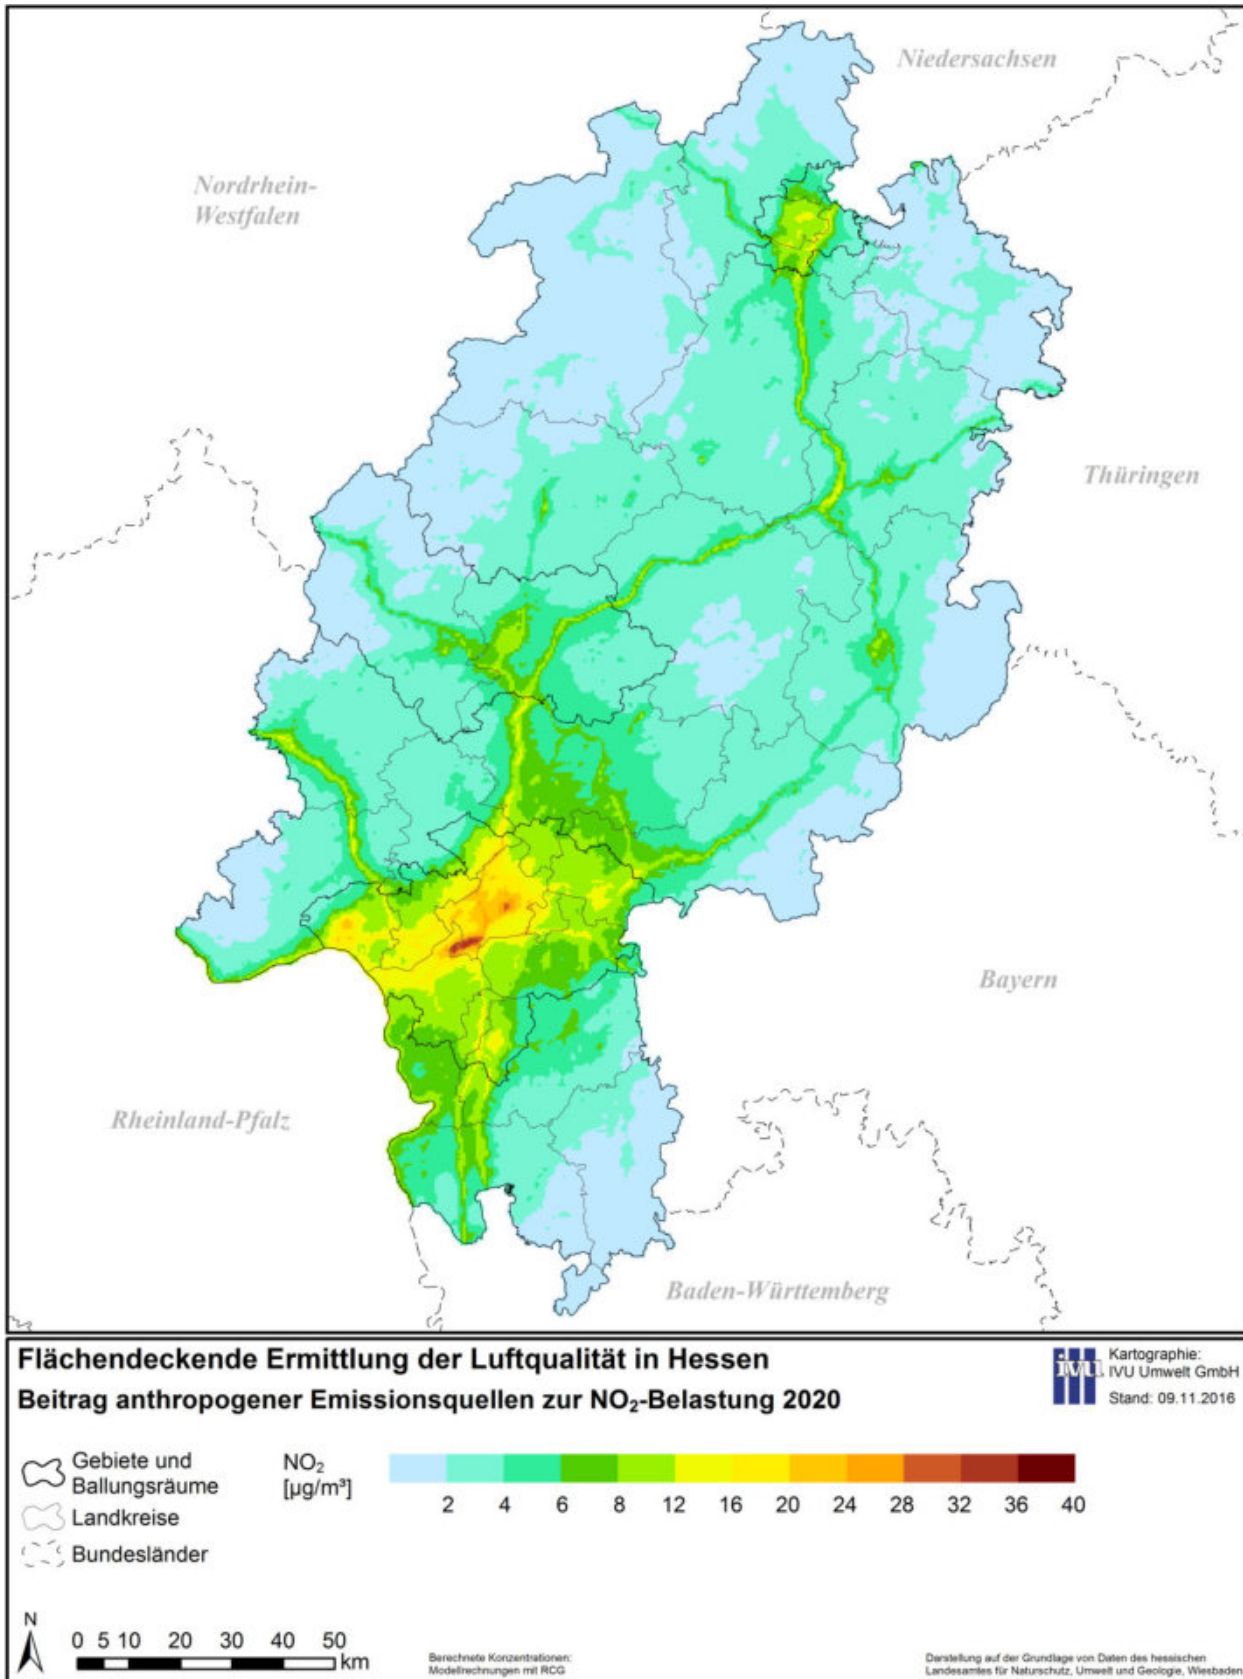 Niedersachsen
Nordrhein-
Westfalen
Thüringen
Bayern
Rheinland-Pfalz
Baden-Württemberg
Flächendeckende Ermittlung der Luftqualität in Hessen
Beitrag anthropogener Emissionsquellen zur NO₂-Belastung 2020
ivu
Kartographie:
IVU Umwelt GmbH
Stand: 09.11.2016
Gebiete und
Ballungsräume
Landkreise
Bundesländer
NO₂
[µg/m³]
2 4 6 8 12 16 20 24 28 32 36 40
N
0 5 10 20 30 40 50
km
Berechnete Konzentrationen:
Modellrechnungen mit RCG
Darstellung auf der Grundlage von Daten des hessischen
Landesamtes für Naturschutz, Umwelt und Geologie, Wiesbaden